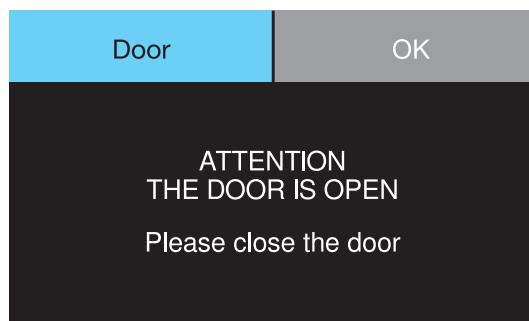 Door
OK
ATTENTION
THE DOOR IS OPEN
Please close the door